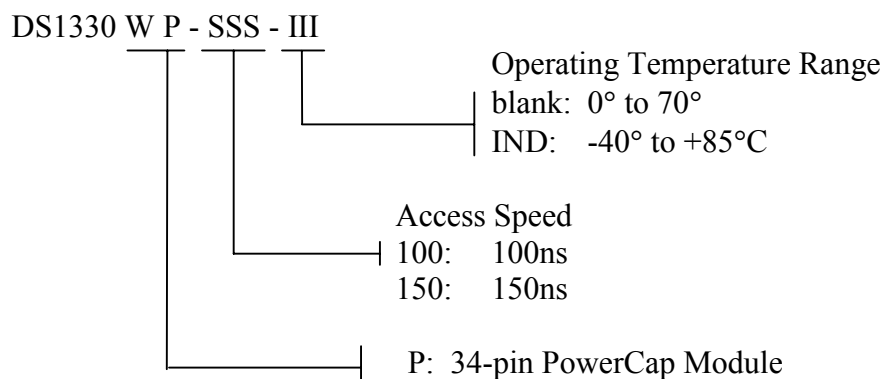 DS1330 W P - SSS - III
Operating Temperature Range
blank: 0° to 70°
IND: -40° to +85°C
Access Speed
100: 100ns
150: 150ns
P: 34-pin PowerCap Module